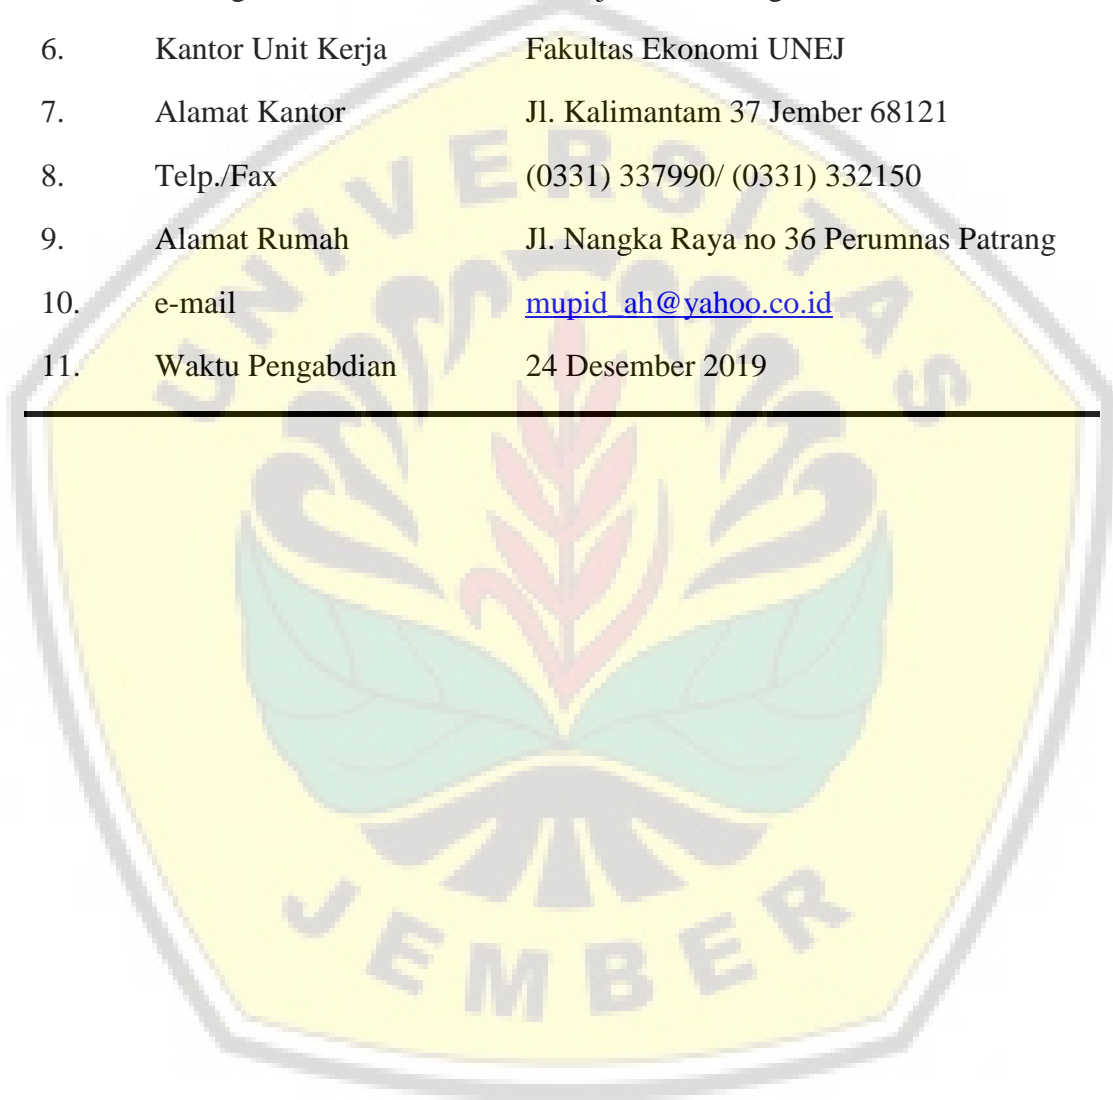 6. Kantor Unit Kerja Fakultas Ekonomi UNEJ
7. Alamat Kantor Jl. Kalimantam 37 Jember 68121
8. Telp./Fax (0331) 337990/ (0331) 332150
9. Alamat Rumah Jl. Nangka Raya no 36 Perumnas Patrang
10. e-mail mupid_ah@yahoo.co.id
11. Waktu Pengabdian 24 Desember 2019
UNIVERSITAS
JEMBER